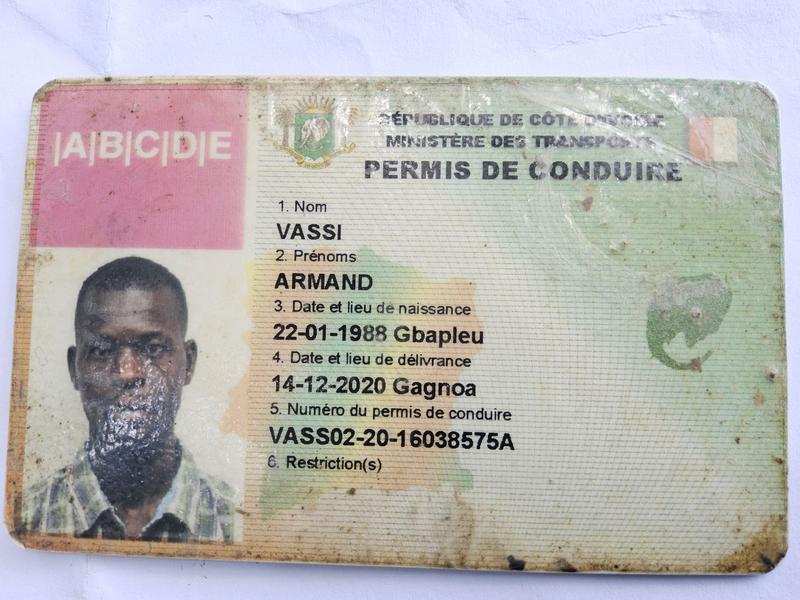 |A|B|C|D|E
RÉPUBLIQUE DE CÔTE D'IVOIRE
MINISTÈRE DES TRANSPORTS
PERMIS DE CONDUIRE
1. Nom
VASSI
2. Prénoms
ARMAND
3. Date et lieu de naissance
22-01-1988 Gbapleu
4. Date et lieu de délivrance
14-12-2020 Gagnoa
5. Numéro du permis de conduire
VASS02-20-16038575A
6. Restriction(s)